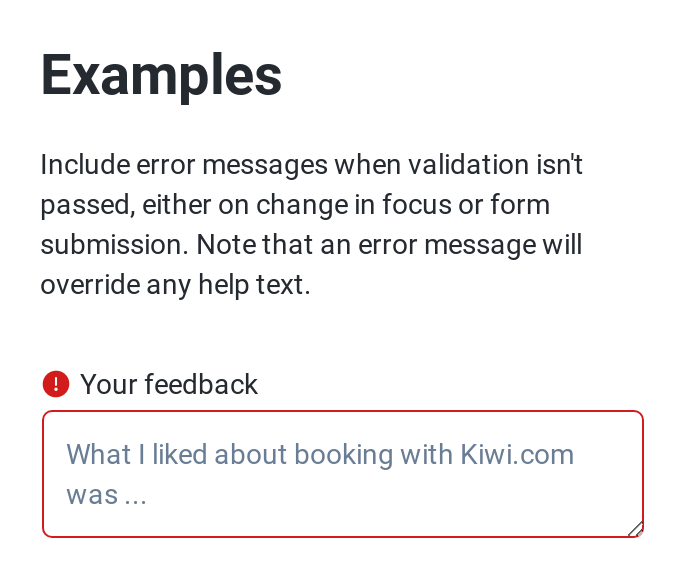 Examples
Include error messages when validation isn't
passed, either on change in focus or form
submission. Note that an error message will
override any help text.
Your feedback
What I liked about booking with Kiwi.com
was ...